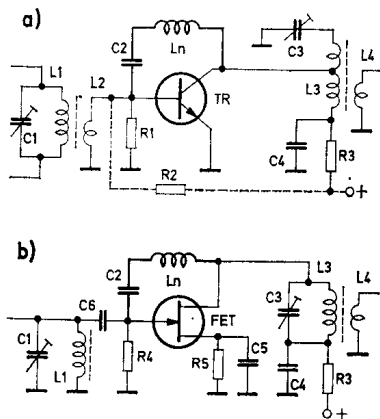 a)
Ln
C2
C3
L1
L2
L3
L4
C1
TR
R1
C4
R3
R2
+
b)
C2
Ln
L3
L4
C6
C3
FET
C1
L1
R4
R5
C5
C4
R3
+